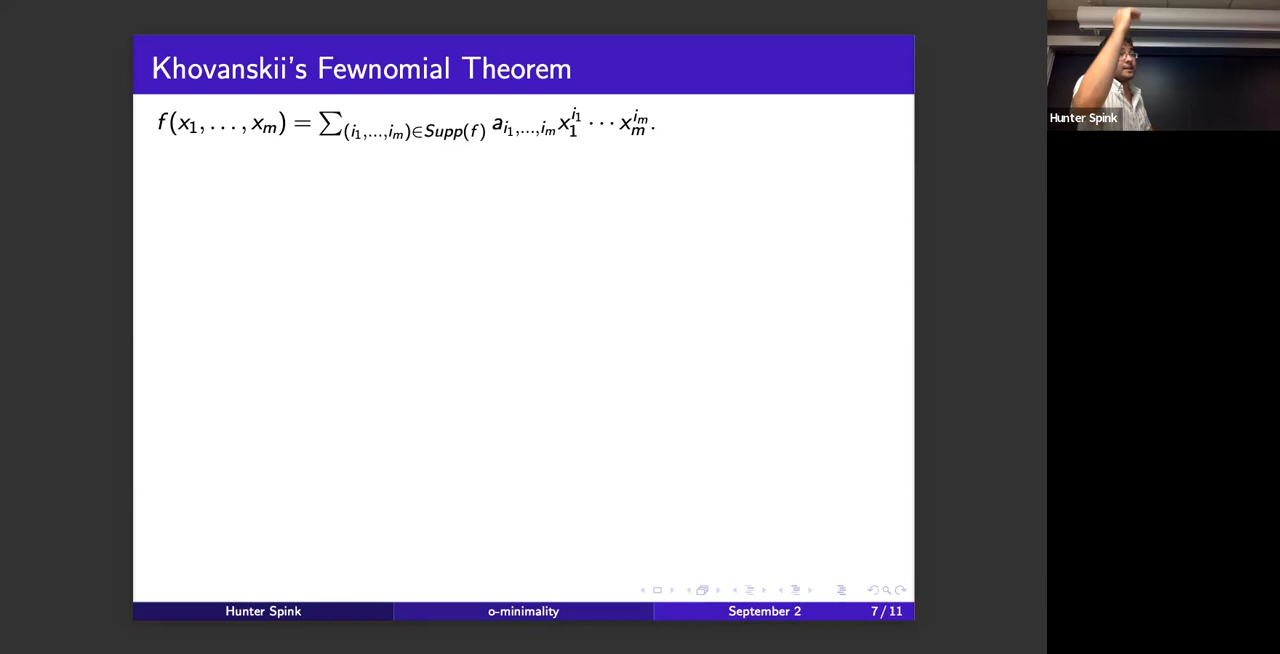 Khovanskii's Fewnomial Theorem
f(x_1, . . . , x_m) = ∑_{(i_1,...,i_m)∈Supp(f)} a_{i_1,...,i_m} x_1^{i_1} · · · x_m^{i_m}.
Hunter Spink
Hunter Spink o-minimality September 2 7 / 11